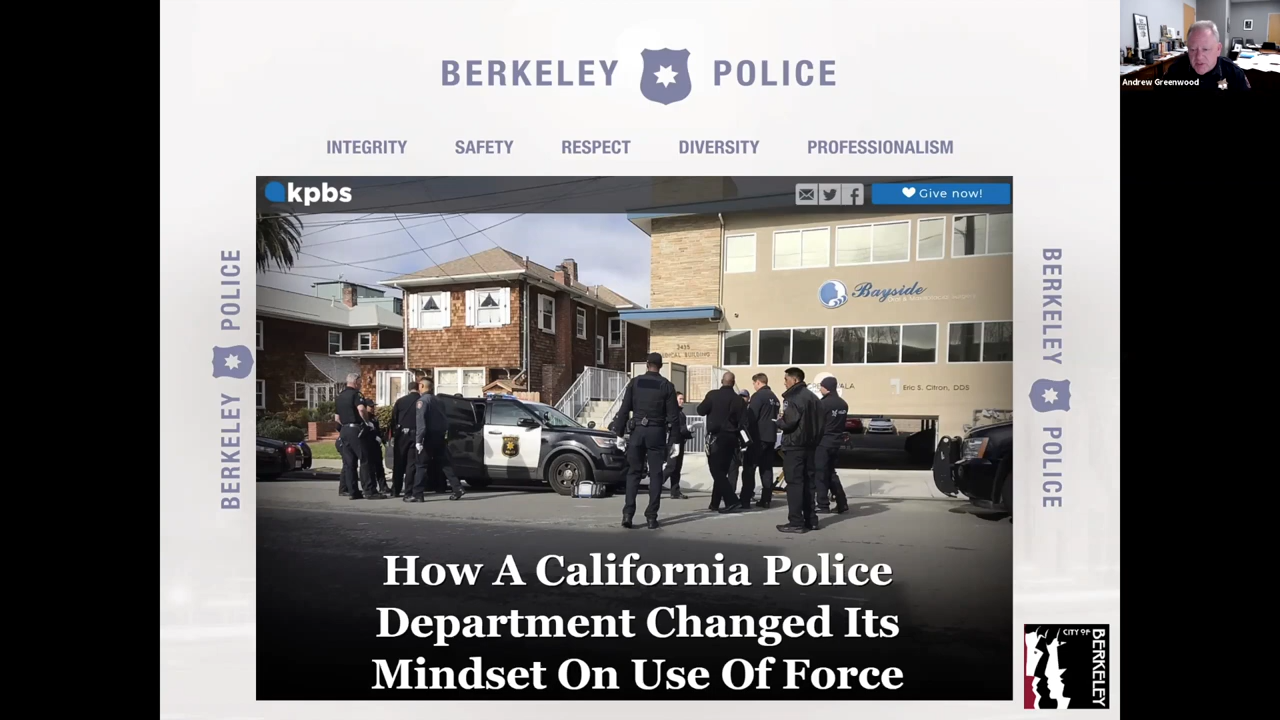 BERKELEY POLICE
Andrew Greenwood
INTEGRITY SAFETY RESPECT DIVERSITY PROFESSIONALISM
kpbs
Give now!
BERKELEY POLICE
BERKELEY POLICE
Bayside
Eric S. Citron, DDS
How A California Police
Department Changed Its
Mindset On Use Of Force
CITY OF
BERKELEY